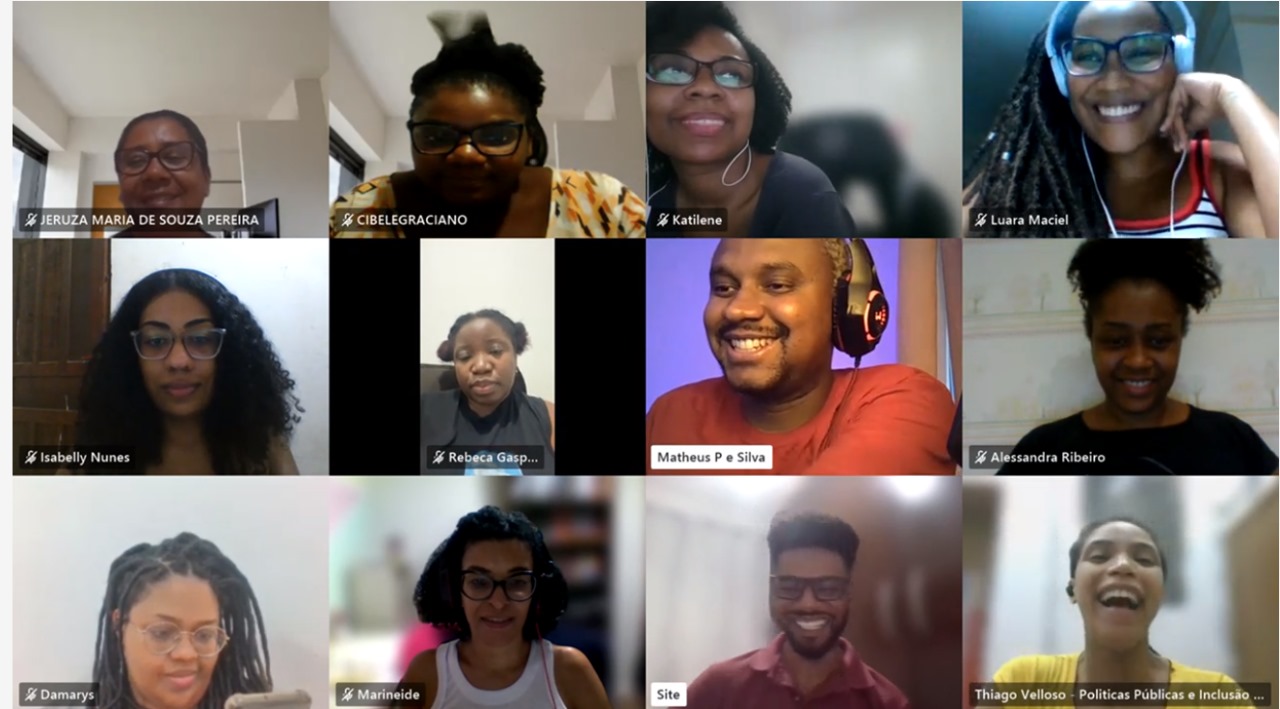 JERUZA MARIA DE SOUZA PEREIRA
CIBELEGRACIANO
Katilene
Luara Maciel
Isabelly Nunes
Rebeca Gasp...
Matheus P e Silva
Alessandra Ribeiro
Damarys
Marineide
Site
Thiago Velloso - Politicas Públicas e Inclusão ...